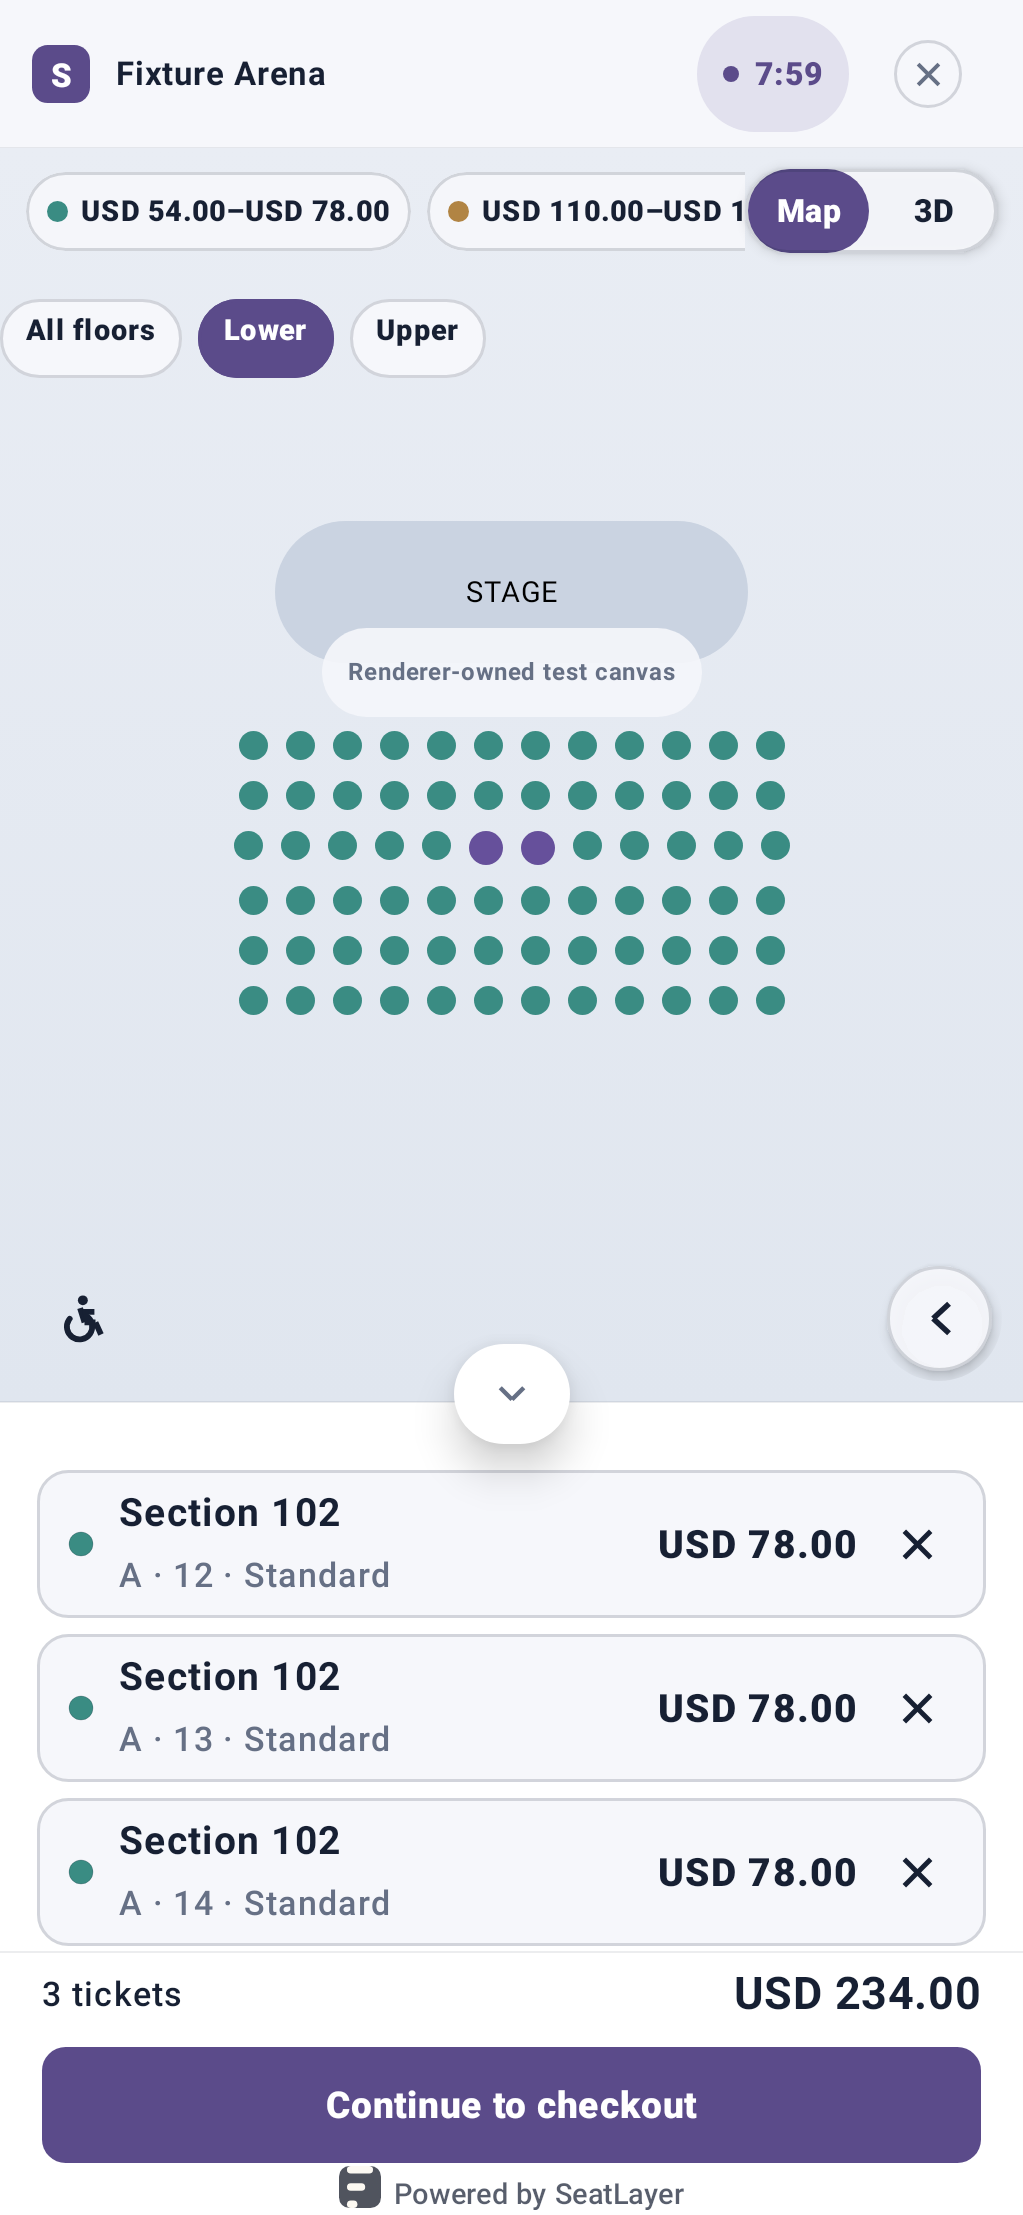 S
Fixture Arena
7:59
USD 54.00–USD 78.00
USD 110.00–USD 1
Map
3D
All floors
Lower
Upper
STAGE
Renderer-owned test canvas
Section 102
A · 12 · Standard
USD 78.00
Section 102
A · 13 · Standard
USD 78.00
Section 102
A · 14 · Standard
USD 78.00
3 tickets
USD 234.00
Continue to checkout
Powered by SeatLayer